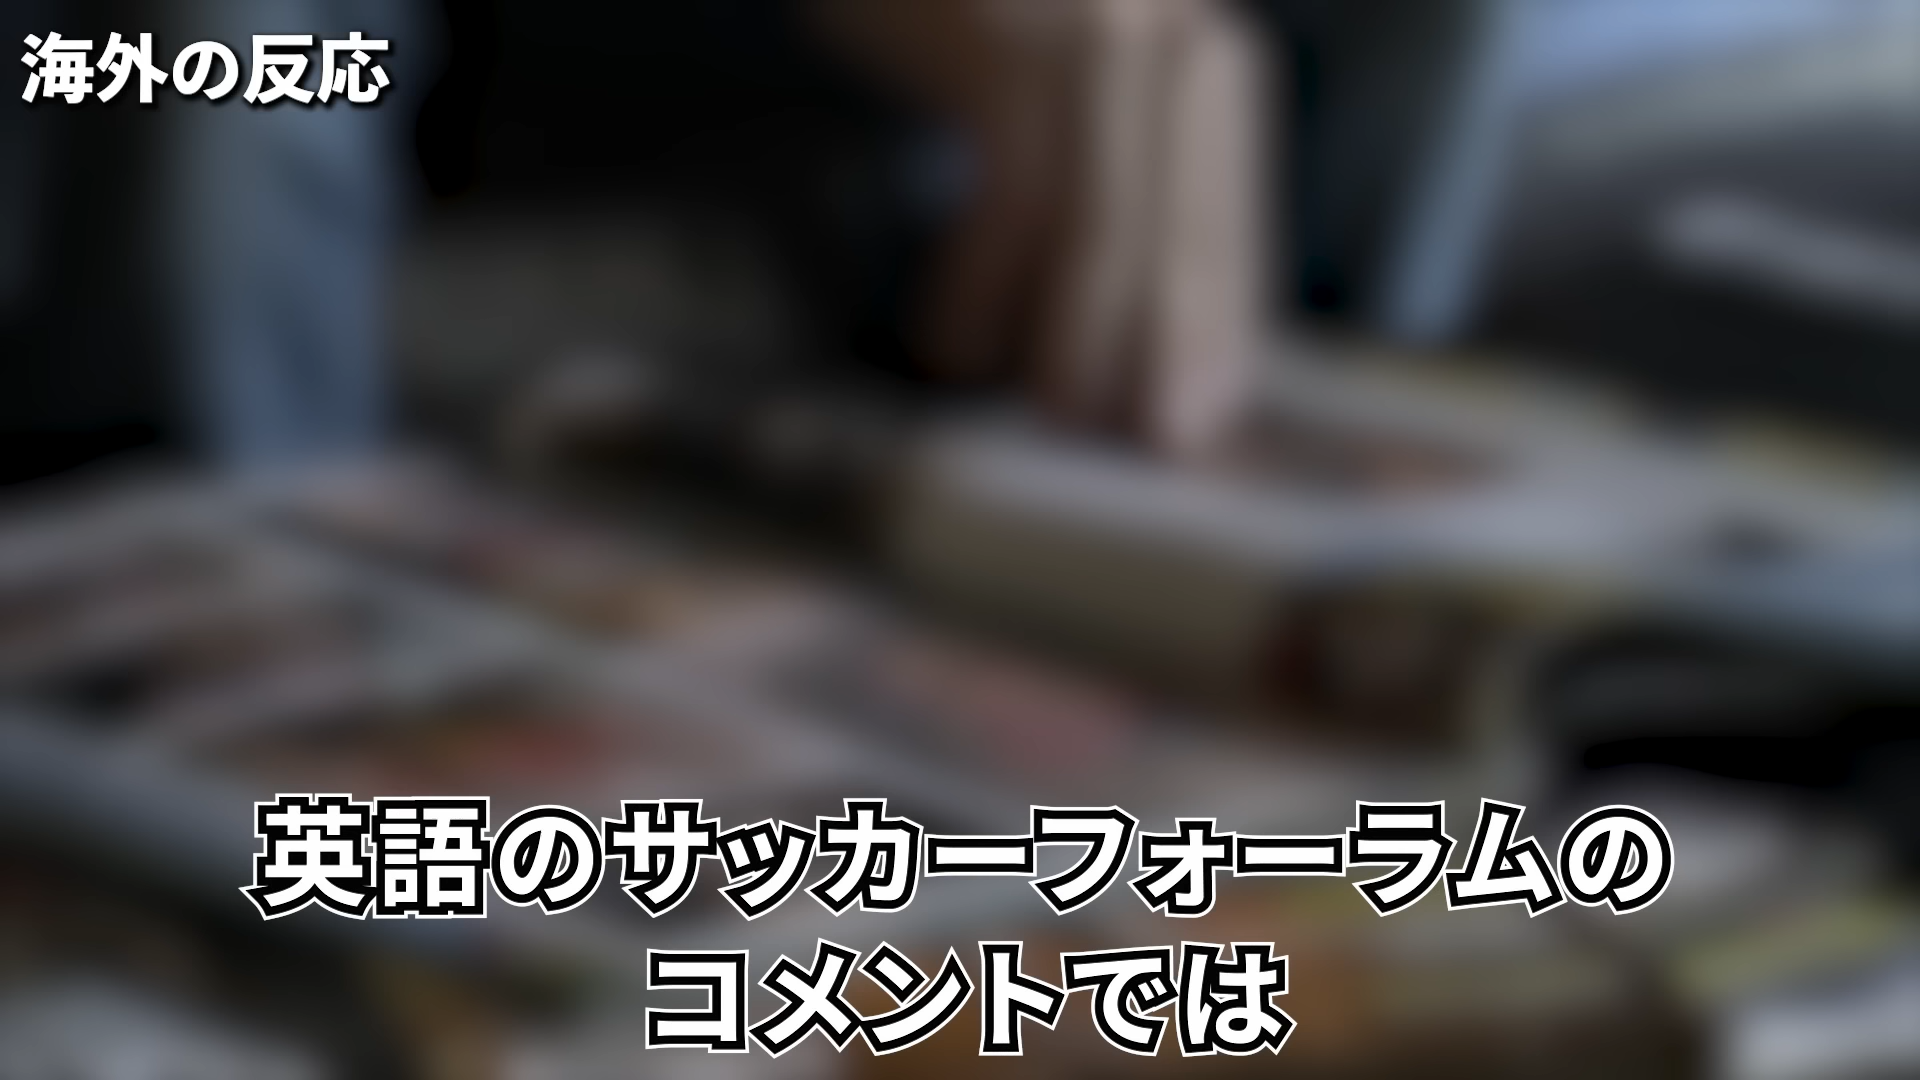 海外の反応
英語のサッカーフォーラムの
コメントでは